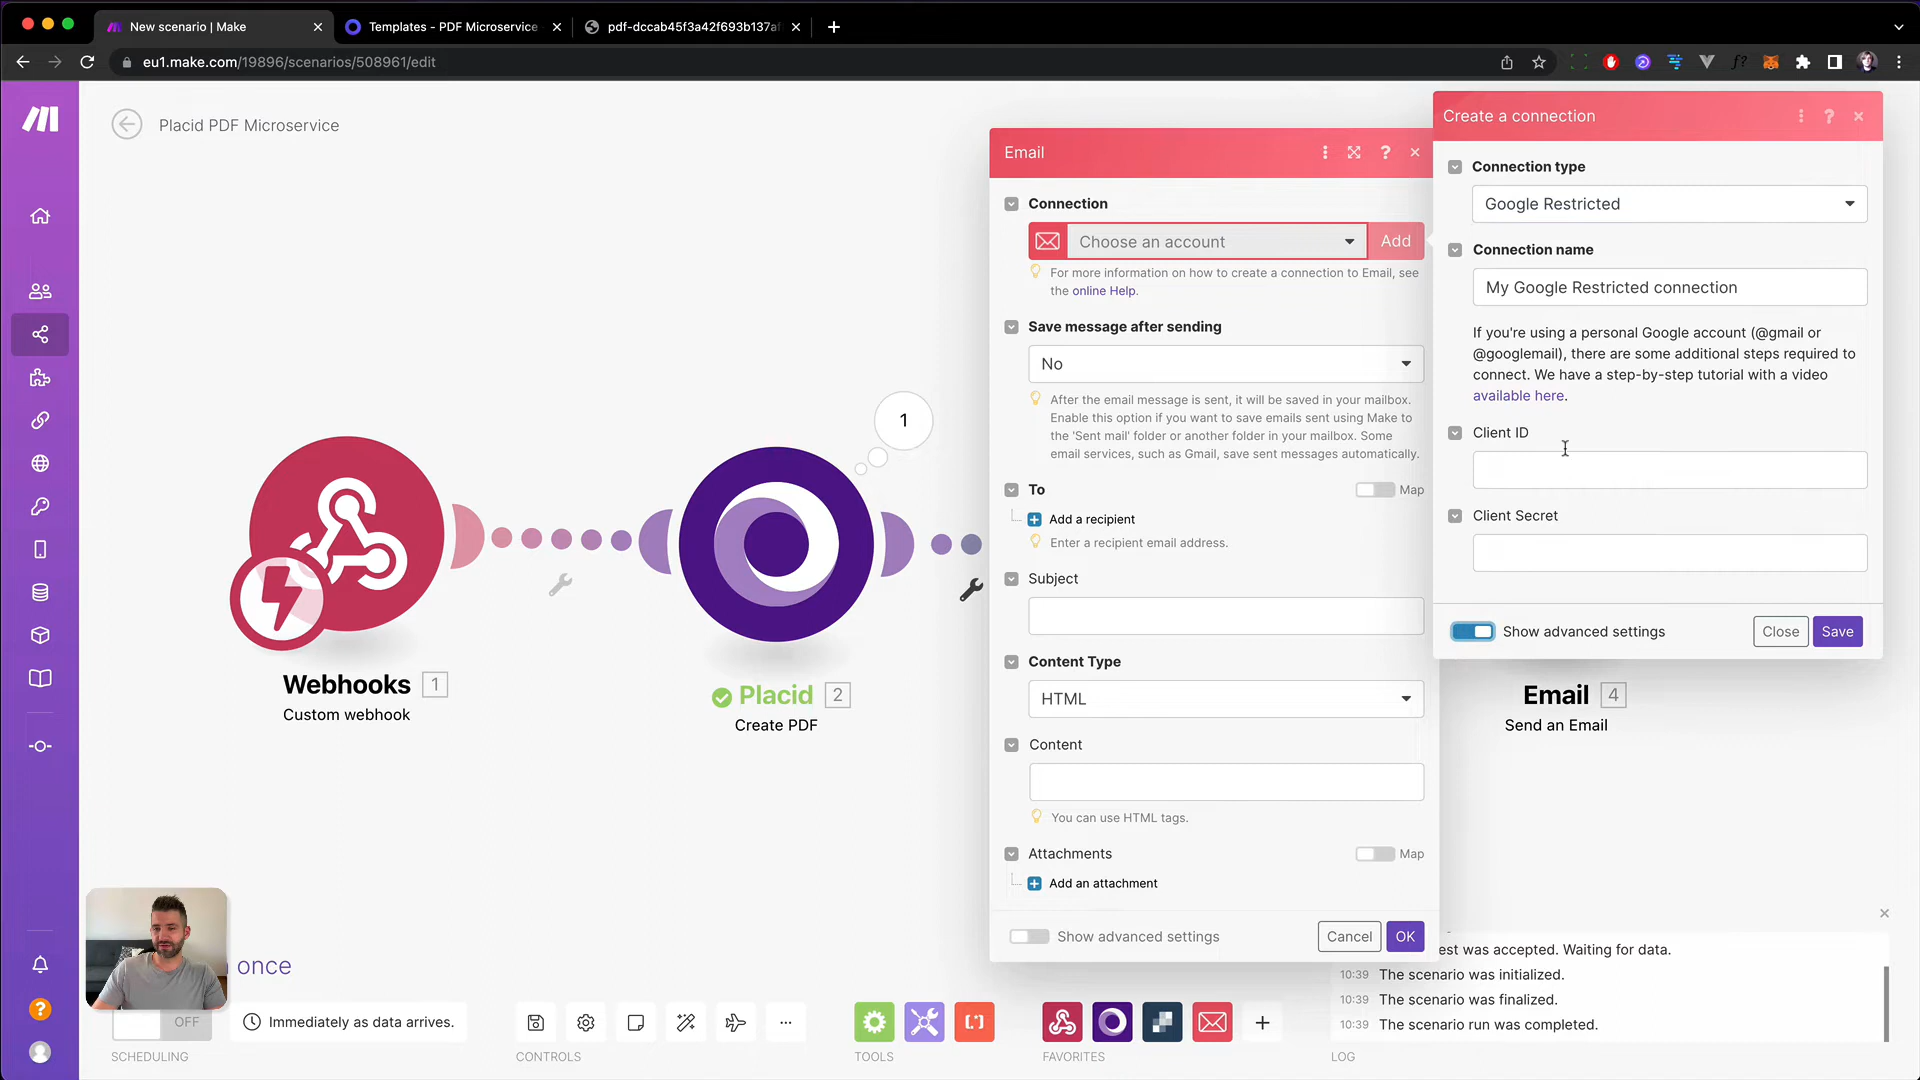 New scenario | Make
Templates - PDF Microservice
pdf-dccab45f3a42f693b137a
eu1.make.com/19896/scenarios/508961/edit
Placid PDF Microservice
Email
Connection
Choose an account
Add
For more information on how to create a connection to Email, see
the online Help.
Save message after sending
No
After the email message is sent, it will be saved in your mailbox.
Enable this option if you want to save emails sent using Make to
the 'Sent mail' folder or another folder in your mailbox. Some
email services, such as Gmail, save sent messages automatically.
To
Map
Add a recipient
Enter a recipient email address.
Subject
Content Type
HTML
Content
You can use HTML tags.
Attachments
Map
Add an attachment
Show advanced settings
Cancel
OK
Create a connection
Connection type
Google Restricted
Connection name
My Google Restricted connection
If you're using a personal Google account (@gmail or
@googlemail), there are some additional steps required to
connect. We have a step-by-step tutorial with a video
available here.
Client ID
Client Secret
Show advanced settings
Close
Save
1
Webhooks 1
Custom webhook
Placid 2
Create PDF
Email 4
Send an Email
once
OFF
Immediately as data arrives.
SCHEDULING
CONTROLS
TOOLS
FAVORITES
LOG
est was accepted. Waiting for data.
10:39 The scenario was initialized.
10:39 The scenario was finalized.
10:39 The scenario run was completed.